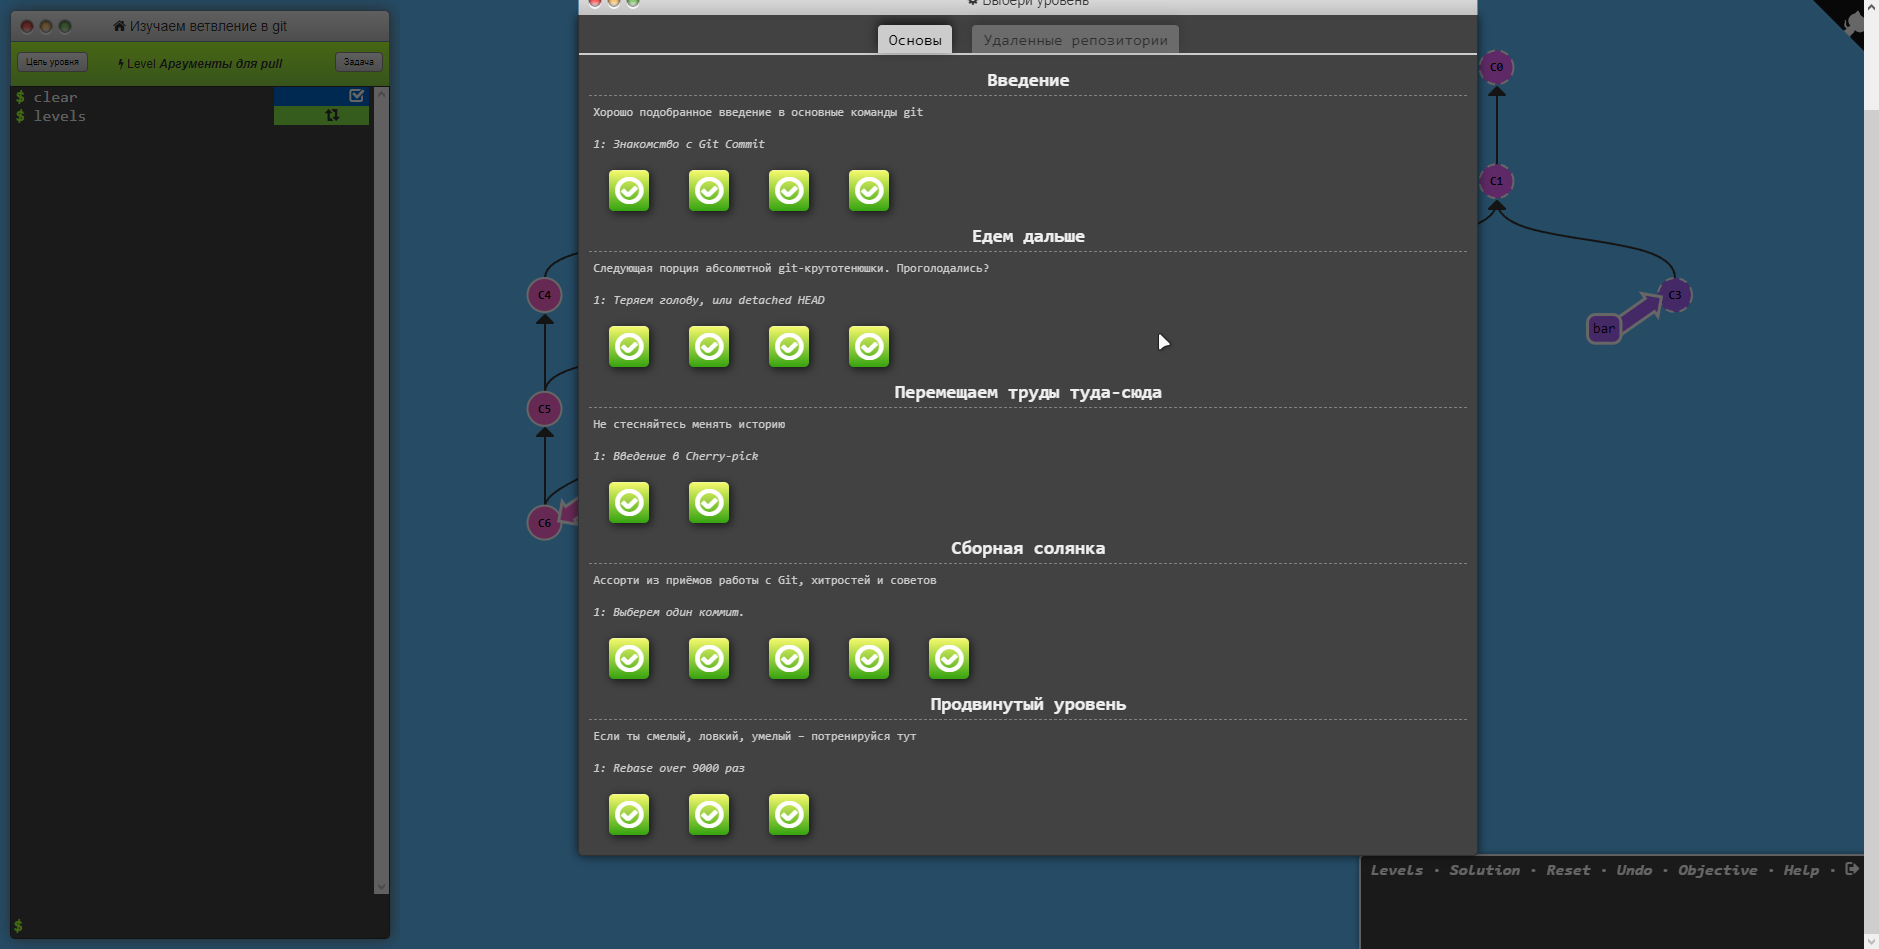 Изучаем ветвление в git
Цель уровня
Level Аргументы для pull
Задача
$ clear
$ levels
$
Выбери уровень
Основы
Удаленные репозитории
Введение
Хорошо подобранное введение в основные команды git
1: Знакомство с Git Commit
Едем дальше
Следующая порция абсолютной git-крутотенюшки. Проголодались?
1: Теряем голову, или detached HEAD
Перемещаем труды туда-сюда
Не стесняйтесь менять историю
1: Введение в Cherry-pick
Сборная солянка
Ассорти из приёмов работы с Git, хитростей и советов
1: Выберем один коммит.
Продвинутый уровень
Если ты смелый, ловкий, умелый – потренируйся тут
1: Rebase over 9000 раз
C4
C5
C6
C0
C1
C3
bar
Levels · Solution · Reset · Undo · Objective · Help ·